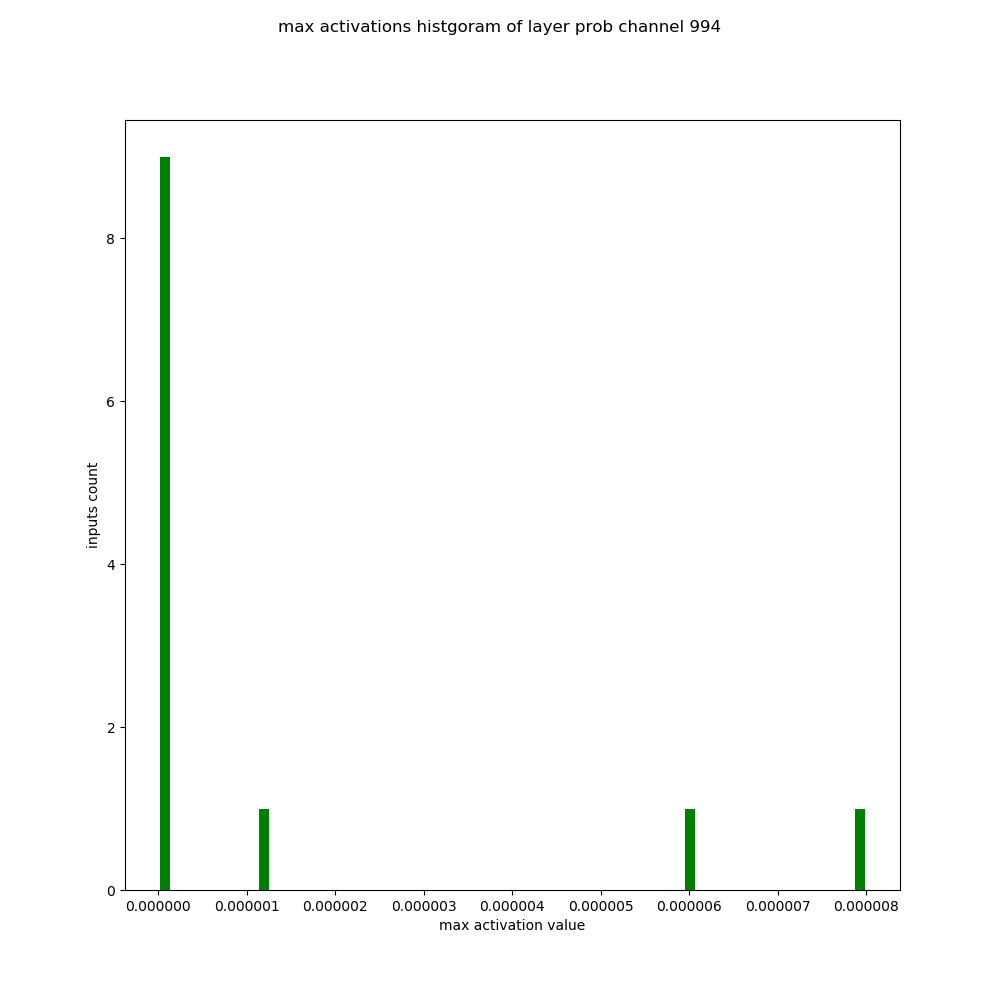 max activations histgoram of layer prob channel 994
8
6
4
2
0
inputs count
0.000000 0.000001 0.000002 0.000003 0.000004 0.000005 0.000006 0.000007 0.000008
max activation value